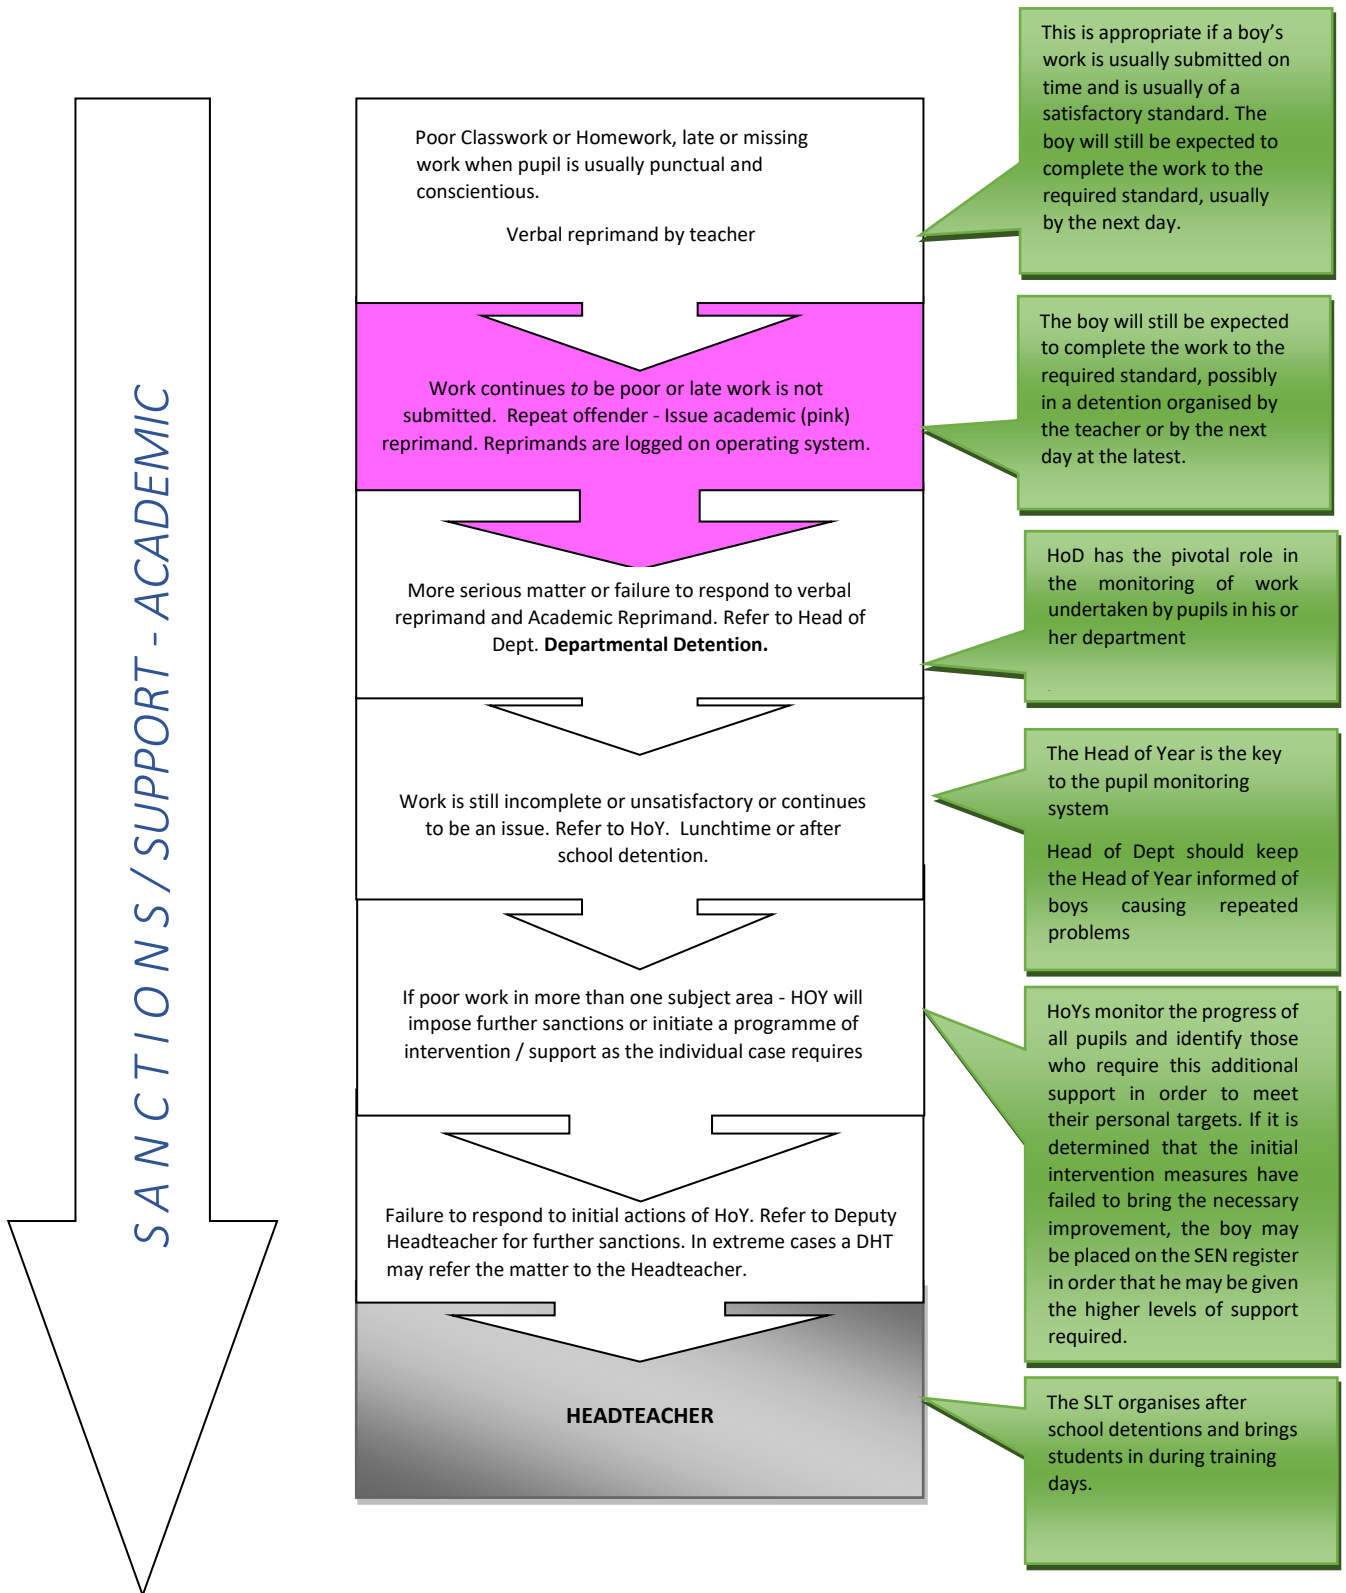 SANCTIONS/SUPPORT - ACADEMIC
Poor Classwork or Homework, late or missing
work when pupil is usually punctual and
conscientious.
Verbal reprimand by teacher
This is appropriate if a boy’s
work is usually submitted on
time and is usually of a
satisfactory standard. The
boy will still be expected to
complete the work to the
required standard, usually
by the next day.
Work continues to be poor or late work is not
submitted. Repeat offender - Issue academic (pink)
reprimand. Reprimands are logged on operating system.
The boy will still be expected
to complete the work to the
required standard, possibly
in a detention organised by
the teacher or by the next
day at the latest.
More serious matter or failure to respond to verbal
reprimand and Academic Reprimand. Refer to Head of
Dept. Departmental Detention.
HoD has the pivotal role in
the monitoring of work
undertaken by pupils in his or
her department
.
Work is still incomplete or unsatisfactory or continues
to be an issue. Refer to HoY. Lunchtime or after
school detention.
The Head of Year is the key
to the pupil monitoring
system
Head of Dept should keep
the Head of Year informed of
boys causing repeated
problems
If poor work in more than one subject area - HOY will
impose further sanctions or initiate a programme of
intervention / support as the individual case requires
HoYs monitor the progress of
all pupils and identify those
who require this additional
support in order to meet
their personal targets. If it is
determined that the initial
intervention measures have
failed to bring the necessary
improvement, the boy may
be placed on the SEN register
in order that he may be given
the higher levels of support
required.
Failure to respond to initial actions of HoY. Refer to Deputy
Headteacher for further sanctions. In extreme cases a DHT
may refer the matter to the Headteacher.
HEADTEACHER
The SLT organises after
school detentions and brings
students in during training
days.